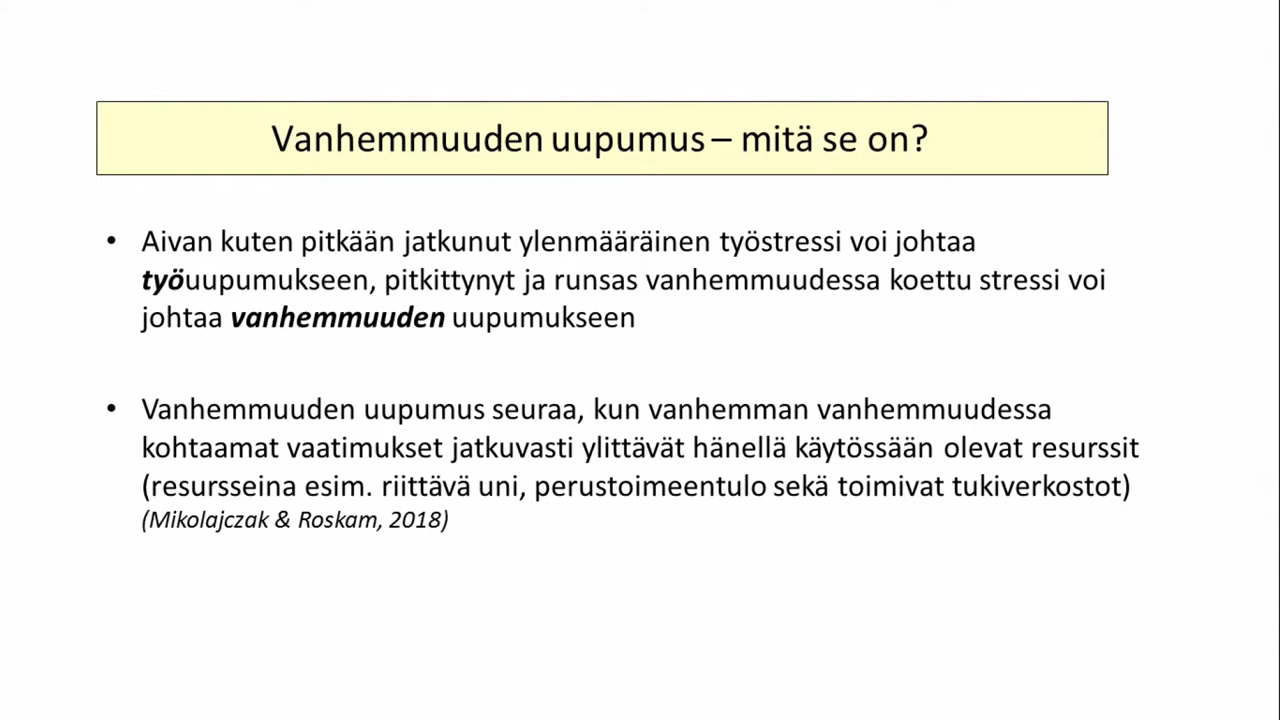 Vanhemmuuden uupumus – mitä se on?
• Aivan kuten pitkään jatkunut ylenmääräinen työstressi voi johtaa
työuupumukseen, pitkittynyt ja runsas vanhemmuudessa koettu stressi voi
johtaa vanhemmuuden uupumukseen
• Vanhemmuuden uupumus seuraa, kun vanhemman vanhemmuudessa
kohtaamat vaatimukset jatkuvasti ylittävät hänellä käytössään olevat resurssit
(resursseina esim. riittävä uni, perustoimeentulo sekä toimivat tukiverkostot)
(Mikolajczak & Roskam, 2018)